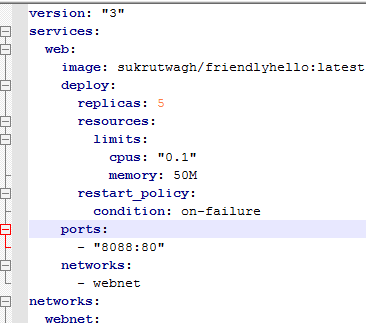 version: "3"
services:
  web:
    image: sukrutwagh/friendlyhello:latest
    deploy:
      replicas: 5
      resources:
        limits:
          cpus: "0.1"
          memory: 50M
      restart_policy:
        condition: on-failure
    ports:
      - "8088:80"
    networks:
      - webnet
networks:
  webnet: